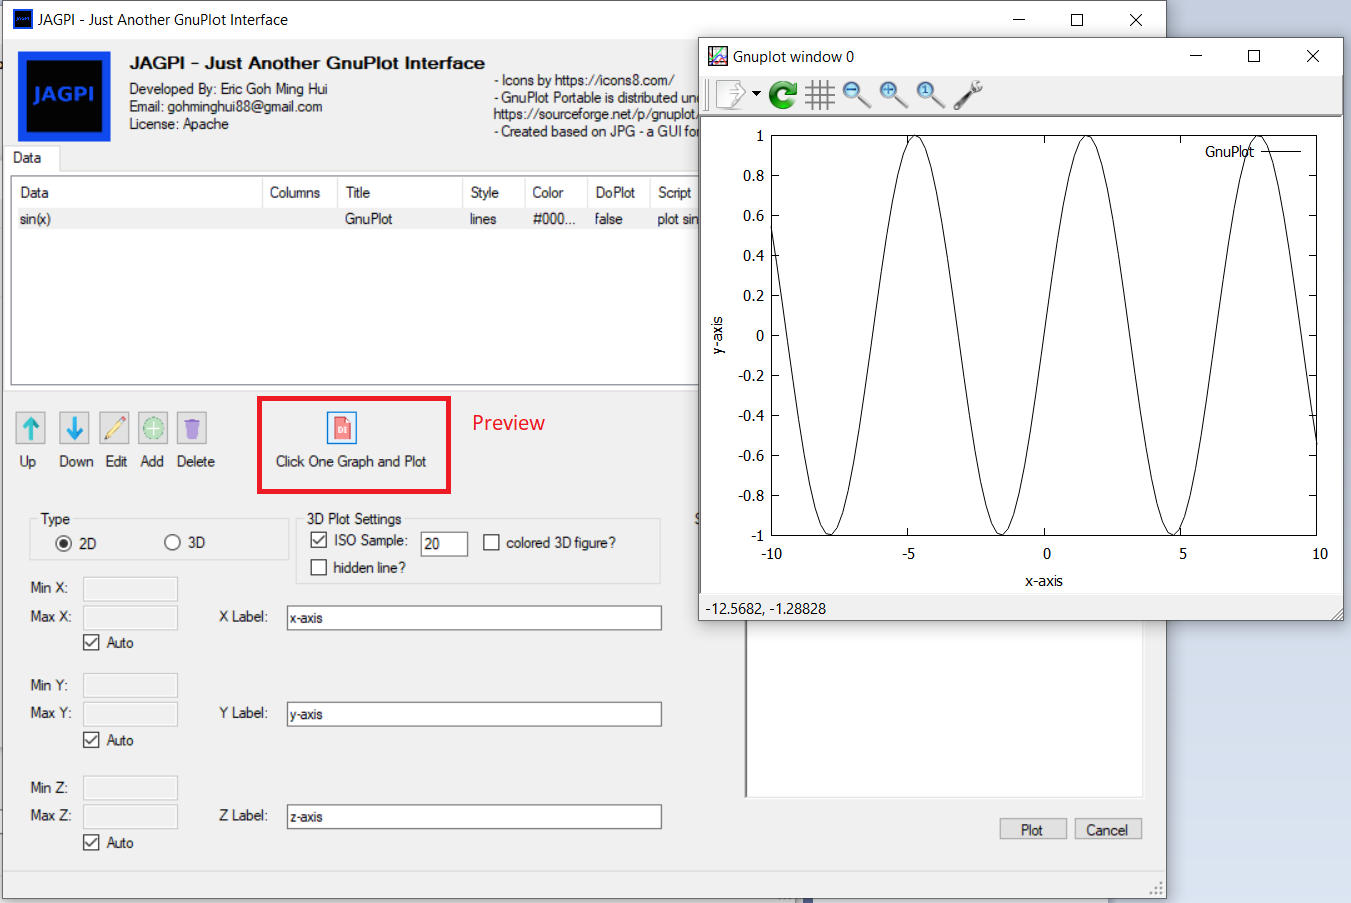 JAGPI - Just Another GnuPlot Interface
JAGPI
JAGPI - Just Another GnuPlot Interface
Developed By: Eric Goh Ming Hui
Email: gohminghui88@gmail.com
License: Apache
- Icons by https://icons8.com/
- GnuPlot Portable is distributed
https://sourceforge.net/p/gnuplot/
- Created based on JPG - a GUI
Data
Data Columns Title Style Color DoPlot Script
sin(x) GnuPlot lines #000... false plot sin
Up Down Edit Add Delete
Click One Graph and Plot
Preview
Type
2D 3D
3D Plot Settings
ISO Sample: 20 colored 3D figure?
hidden line?
Min X:
Max X:
Auto
X Label: x-axis
Min Y:
Max Y:
Auto
Y Label: y-axis
Min Z:
Max Z:
Auto
Z Label: z-axis
Plot Cancel
Gnuplot window 0
1
0.8
0.6
0.4
0.2
0
-0.2
-0.4
-0.6
-0.8
-1
y-axis
GnuPlot
-10 -5 0 5 10
x-axis
-12.5682, -1.28828